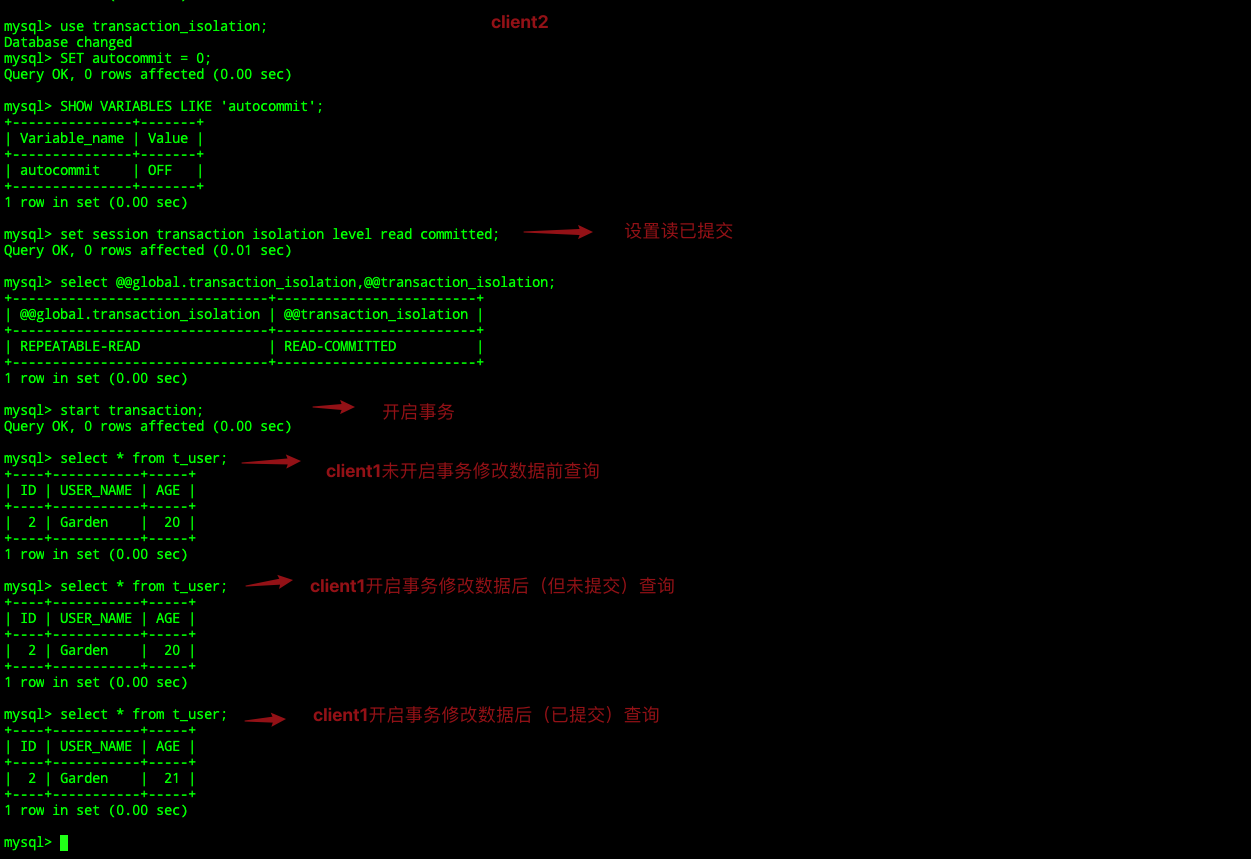 mysql> use transaction_isolation;
client2
Database changed
mysql> SET autocommit = 0;
Query OK, 0 rows affected (0.00 sec)
mysql> SHOW VARIABLES LIKE 'autocommit';
+---------------+-------+
| Variable_name | Value |
+---------------+-------+
| autocommit    | OFF   |
+---------------+-------+
1 row in set (0.00 sec)
mysql> set session transaction isolation level read committed;
设置读已提交
Query OK, 0 rows affected (0.01 sec)
mysql> select @@global.transaction_isolation,@@transaction_isolation;
+--------------------------------+-------------------------+
| @@global.transaction_isolation | @@transaction_isolation |
+--------------------------------+-------------------------+
| REPEATABLE-READ                | READ-COMMITTED          |
+--------------------------------+-------------------------+
1 row in set (0.00 sec)
mysql> start transaction;
开启事务
Query OK, 0 rows affected (0.00 sec)
mysql> select * from t_user;
client1未开启事务修改数据前查询
+----+-----------+-----+
| ID | USER_NAME | AGE |
+----+-----------+-----+
|  2 | Garden    |  20 |
+----+-----------+-----+
1 row in set (0.00 sec)
mysql> select * from t_user;
client1开启事务修改数据后（但未提交）查询
+----+-----------+-----+
| ID | USER_NAME | AGE |
+----+-----------+-----+
|  2 | Garden    |  20 |
+----+-----------+-----+
1 row in set (0.00 sec)
mysql> select * from t_user;
client1开启事务修改数据后（已提交）查询
+----+-----------+-----+
| ID | USER_NAME | AGE |
+----+-----------+-----+
|  2 | Garden    |  21 |
+----+-----------+-----+
1 row in set (0.00 sec)
mysql>